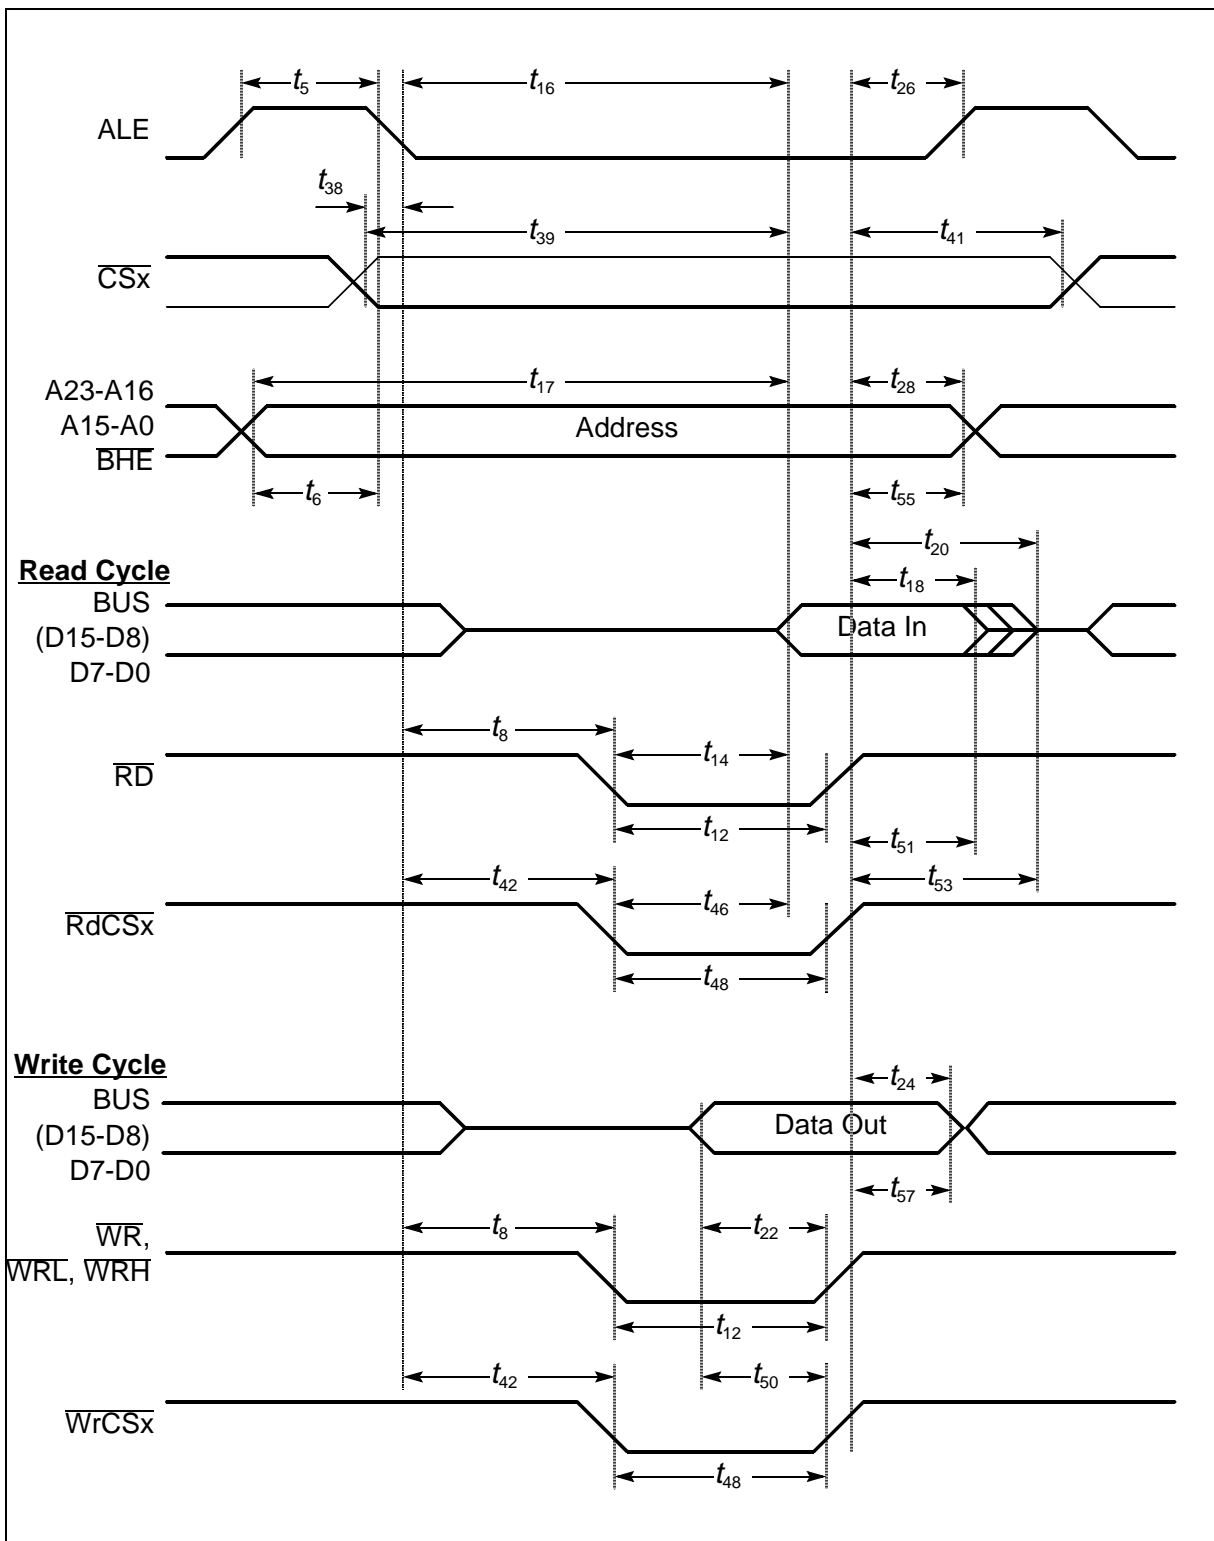 t5
t16
t26
ALE
t38
t39
t41
CSx
A23-A16
A15-A0
BHE
t17
t28
Address
t6
t55
t20
Read Cycle
t18
BUS
(D15-D8)
D7-D0
Data In
t8
t14
RD
t12
t51
t42
t53
t46
RdCSx
t48
Write Cycle
t24
BUS
(D15-D8)
D7-D0
Data Out
t57
t8
t22
WR,
WRL, WRH
t12
t42
t50
WrCSx
t48